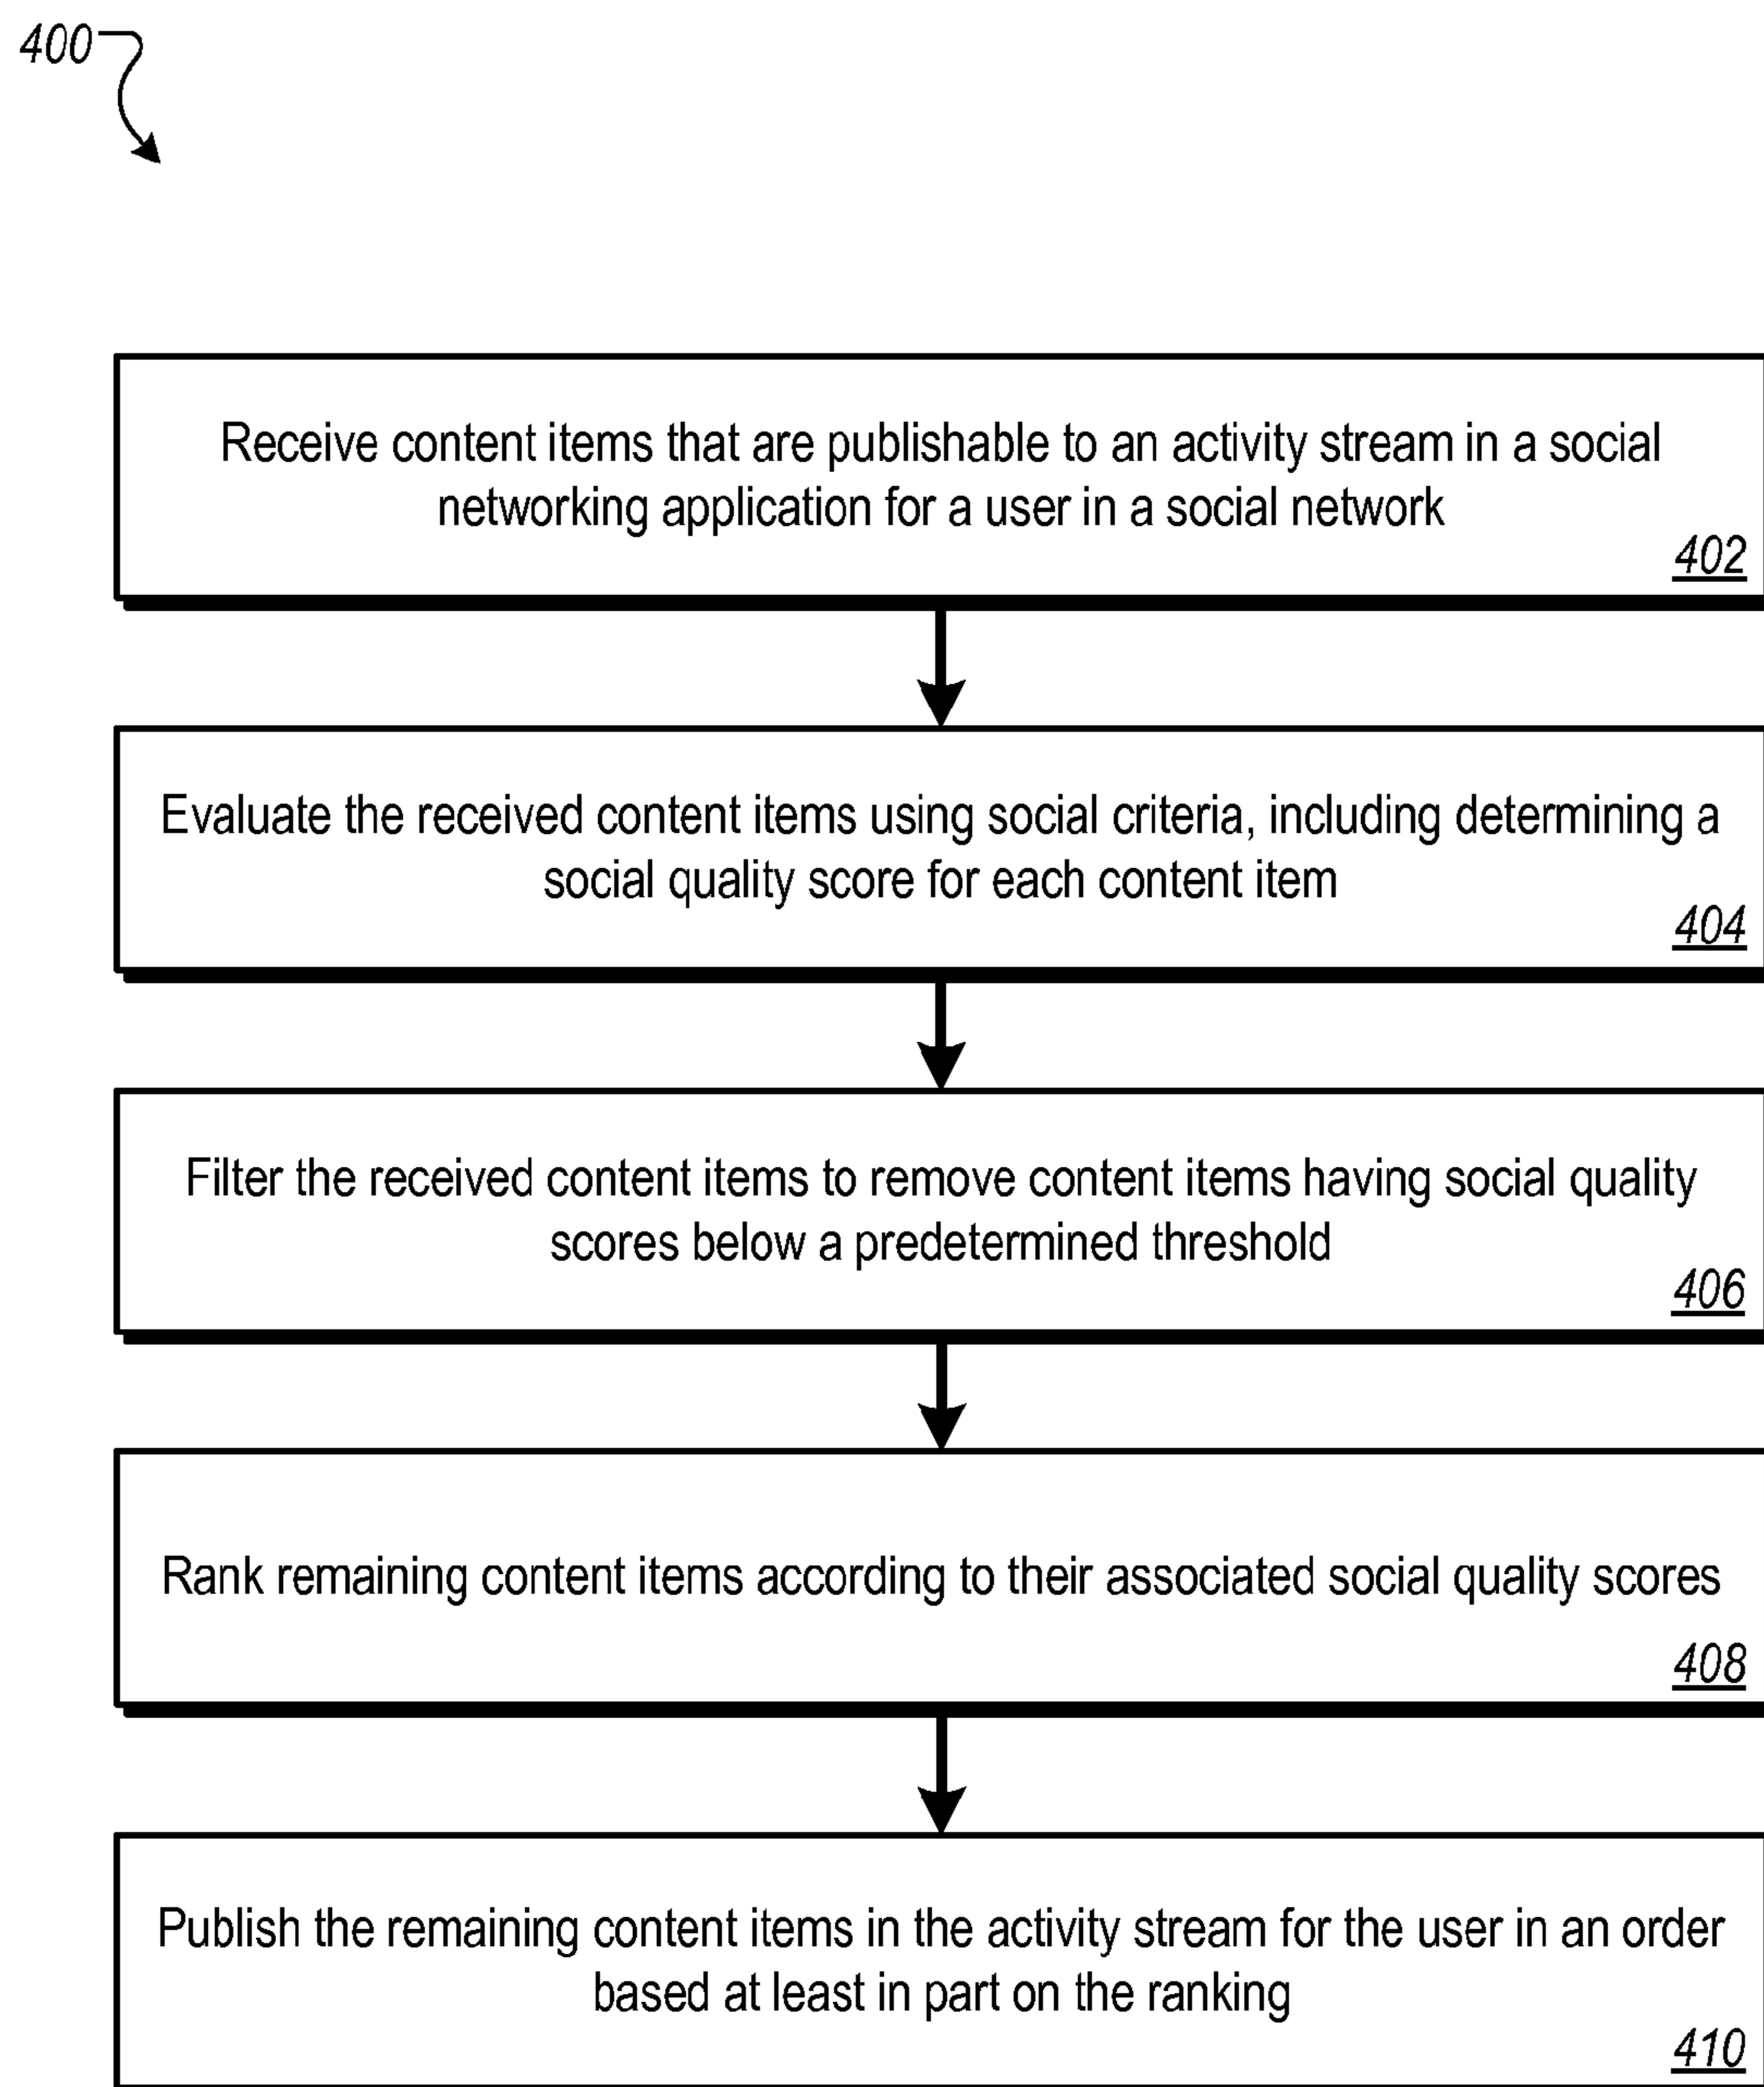 400
Receive content items that are publishable to an activity stream in a social
networking application for a user in a social network
402
Evaluate the received content items using social criteria, including determining a
social quality score for each content item
404
Filter the received content items to remove content items having social quality
scores below a predetermined threshold
406
Rank remaining content items according to their associated social quality scores
408
Publish the remaining content items in the activity stream for the user in an order
based at least in part on the ranking
410